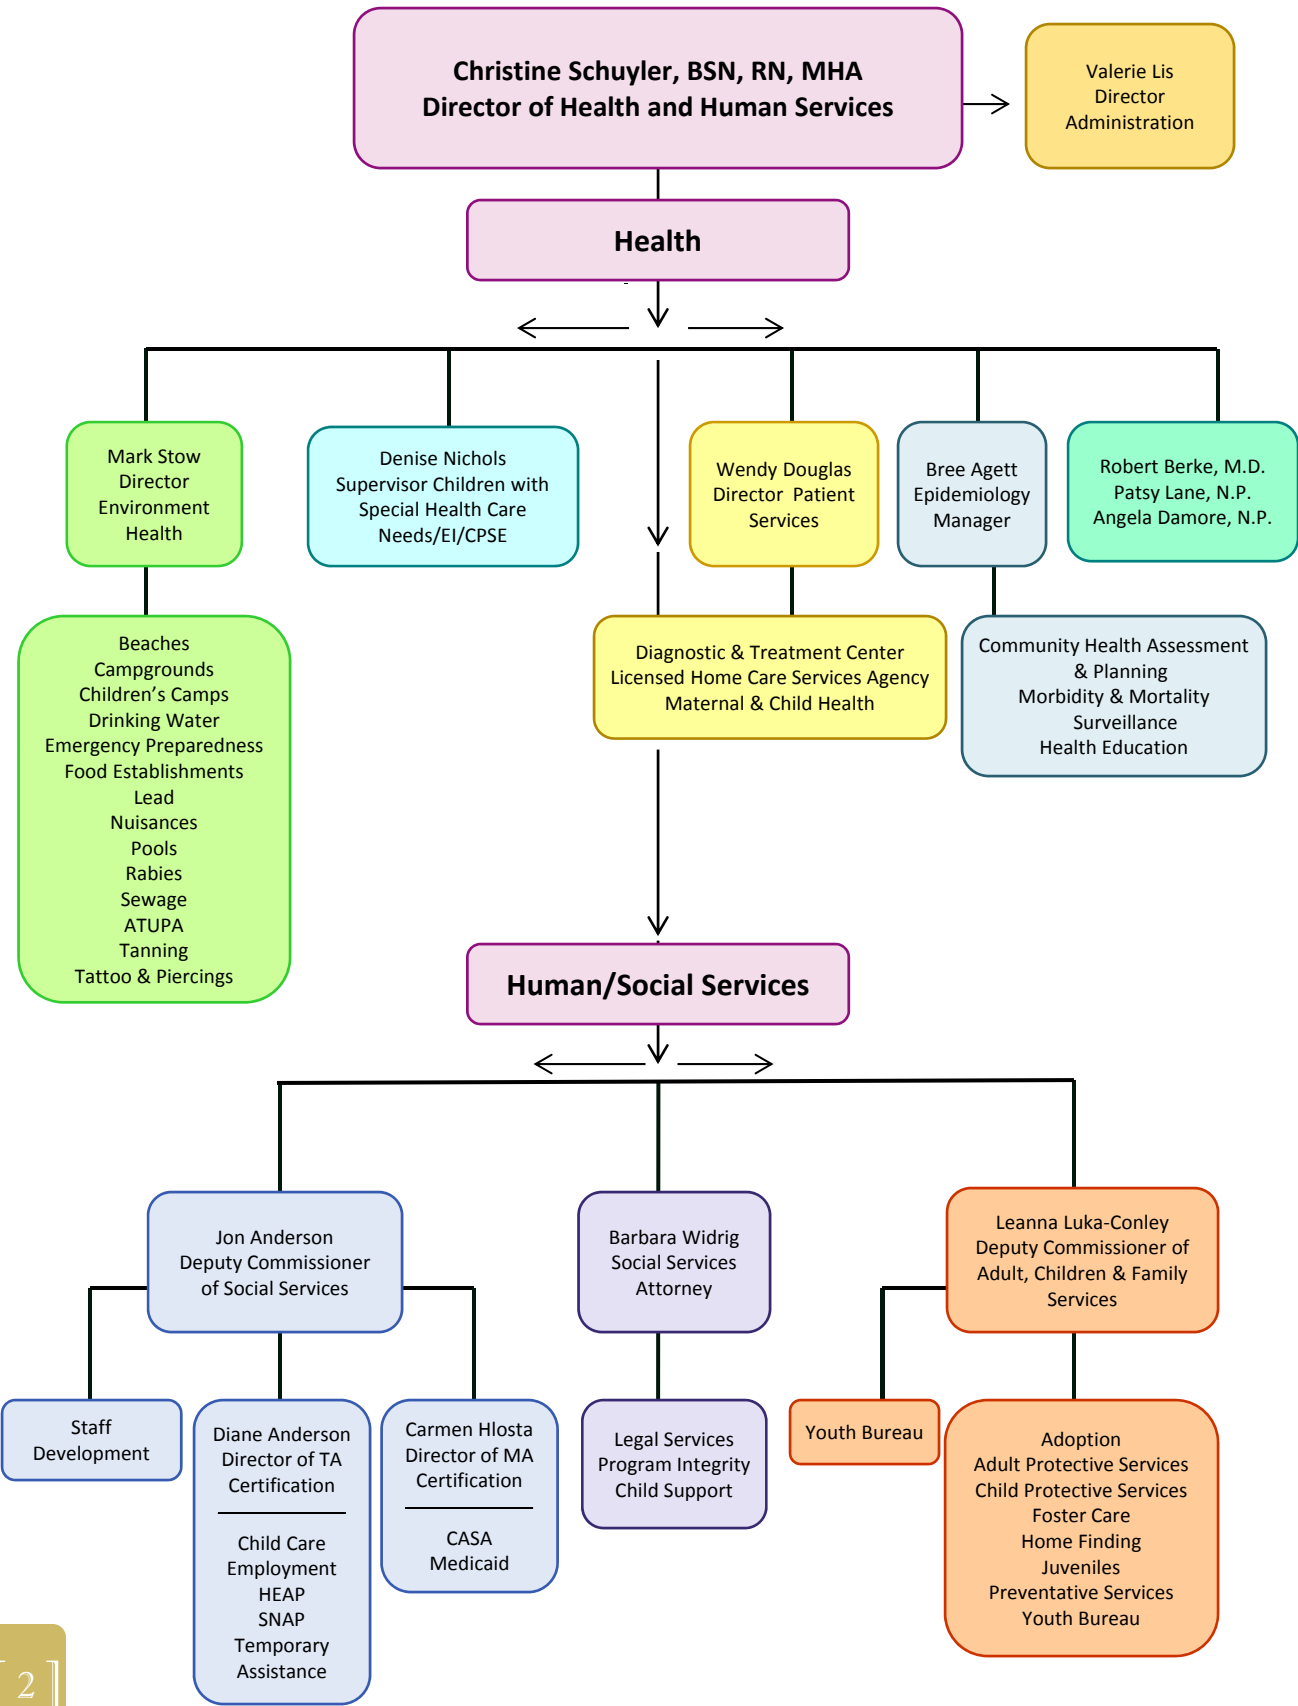 Christine Schuyler, BSN, RN, MHA
Director of Health and Human Services
Valerie Lis
Director
Administration
Health
Mark Stow
Director
Environment
Health
Denise Nichols
Supervisor Children with
Special Health Care
Needs/EI/CPSE
Wendy Douglas
Director Patient
Services
Bree Agett
Epidemiology
Manager
Robert Berke, M.D.
Patsy Lane, N.P.
Angela Damore, N.P.
Beaches
Campgrounds
Children’s Camps
Drinking Water
Emergency Preparedness
Food Establishments
Lead
Nuisances
Pools
Rabies
Sewage
ATUPA
Tanning
Tattoo & Piercings
Diagnostic & Treatment Center
Licensed Home Care Services Agency
Maternal & Child Health
Community Health Assessment
& Planning
Morbidity & Mortality
Surveillance
Health Education
Human/Social Services
Jon Anderson
Deputy Commissioner
of Social Services
Barbara Widrig
Social Services
Attorney
Leanna Luka-Conley
Deputy Commissioner of
Adult, Children & Family
Services
Staff
Development
Diane Anderson
Director of TA
Certification
Child Care
Employment
HEAP
SNAP
Temporary
Assistance
Carmen Hlosta
Director of MA
Certification
CASA
Medicaid
Legal Services
Program Integrity
Child Support
Youth Bureau
Adoption
Adult Protective Services
Child Protective Services
Foster Care
Home Finding
Juveniles
Preventative Services
Youth Bureau
[ 2 ]